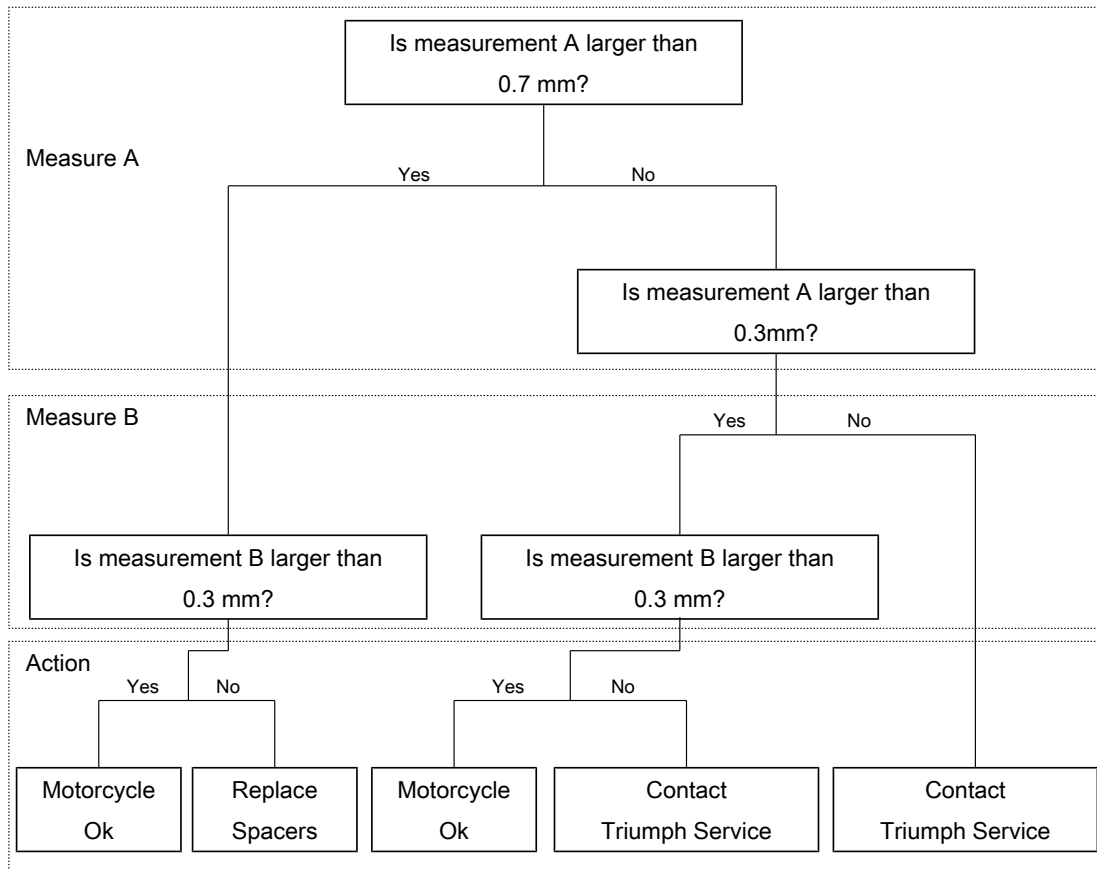 Is measurement A larger than
0.7 mm?
Measure A
Yes
No
Is measurement A larger than
0.3mm?
Measure B
Yes
No
Is measurement B larger than
0.3 mm?
Is measurement B larger than
0.3 mm?
Action
Yes
No
Yes
No
Motorcycle
Ok
Replace
Spacers
Motorcycle
Ok
Contact
Triumph Service
Contact
Triumph Service